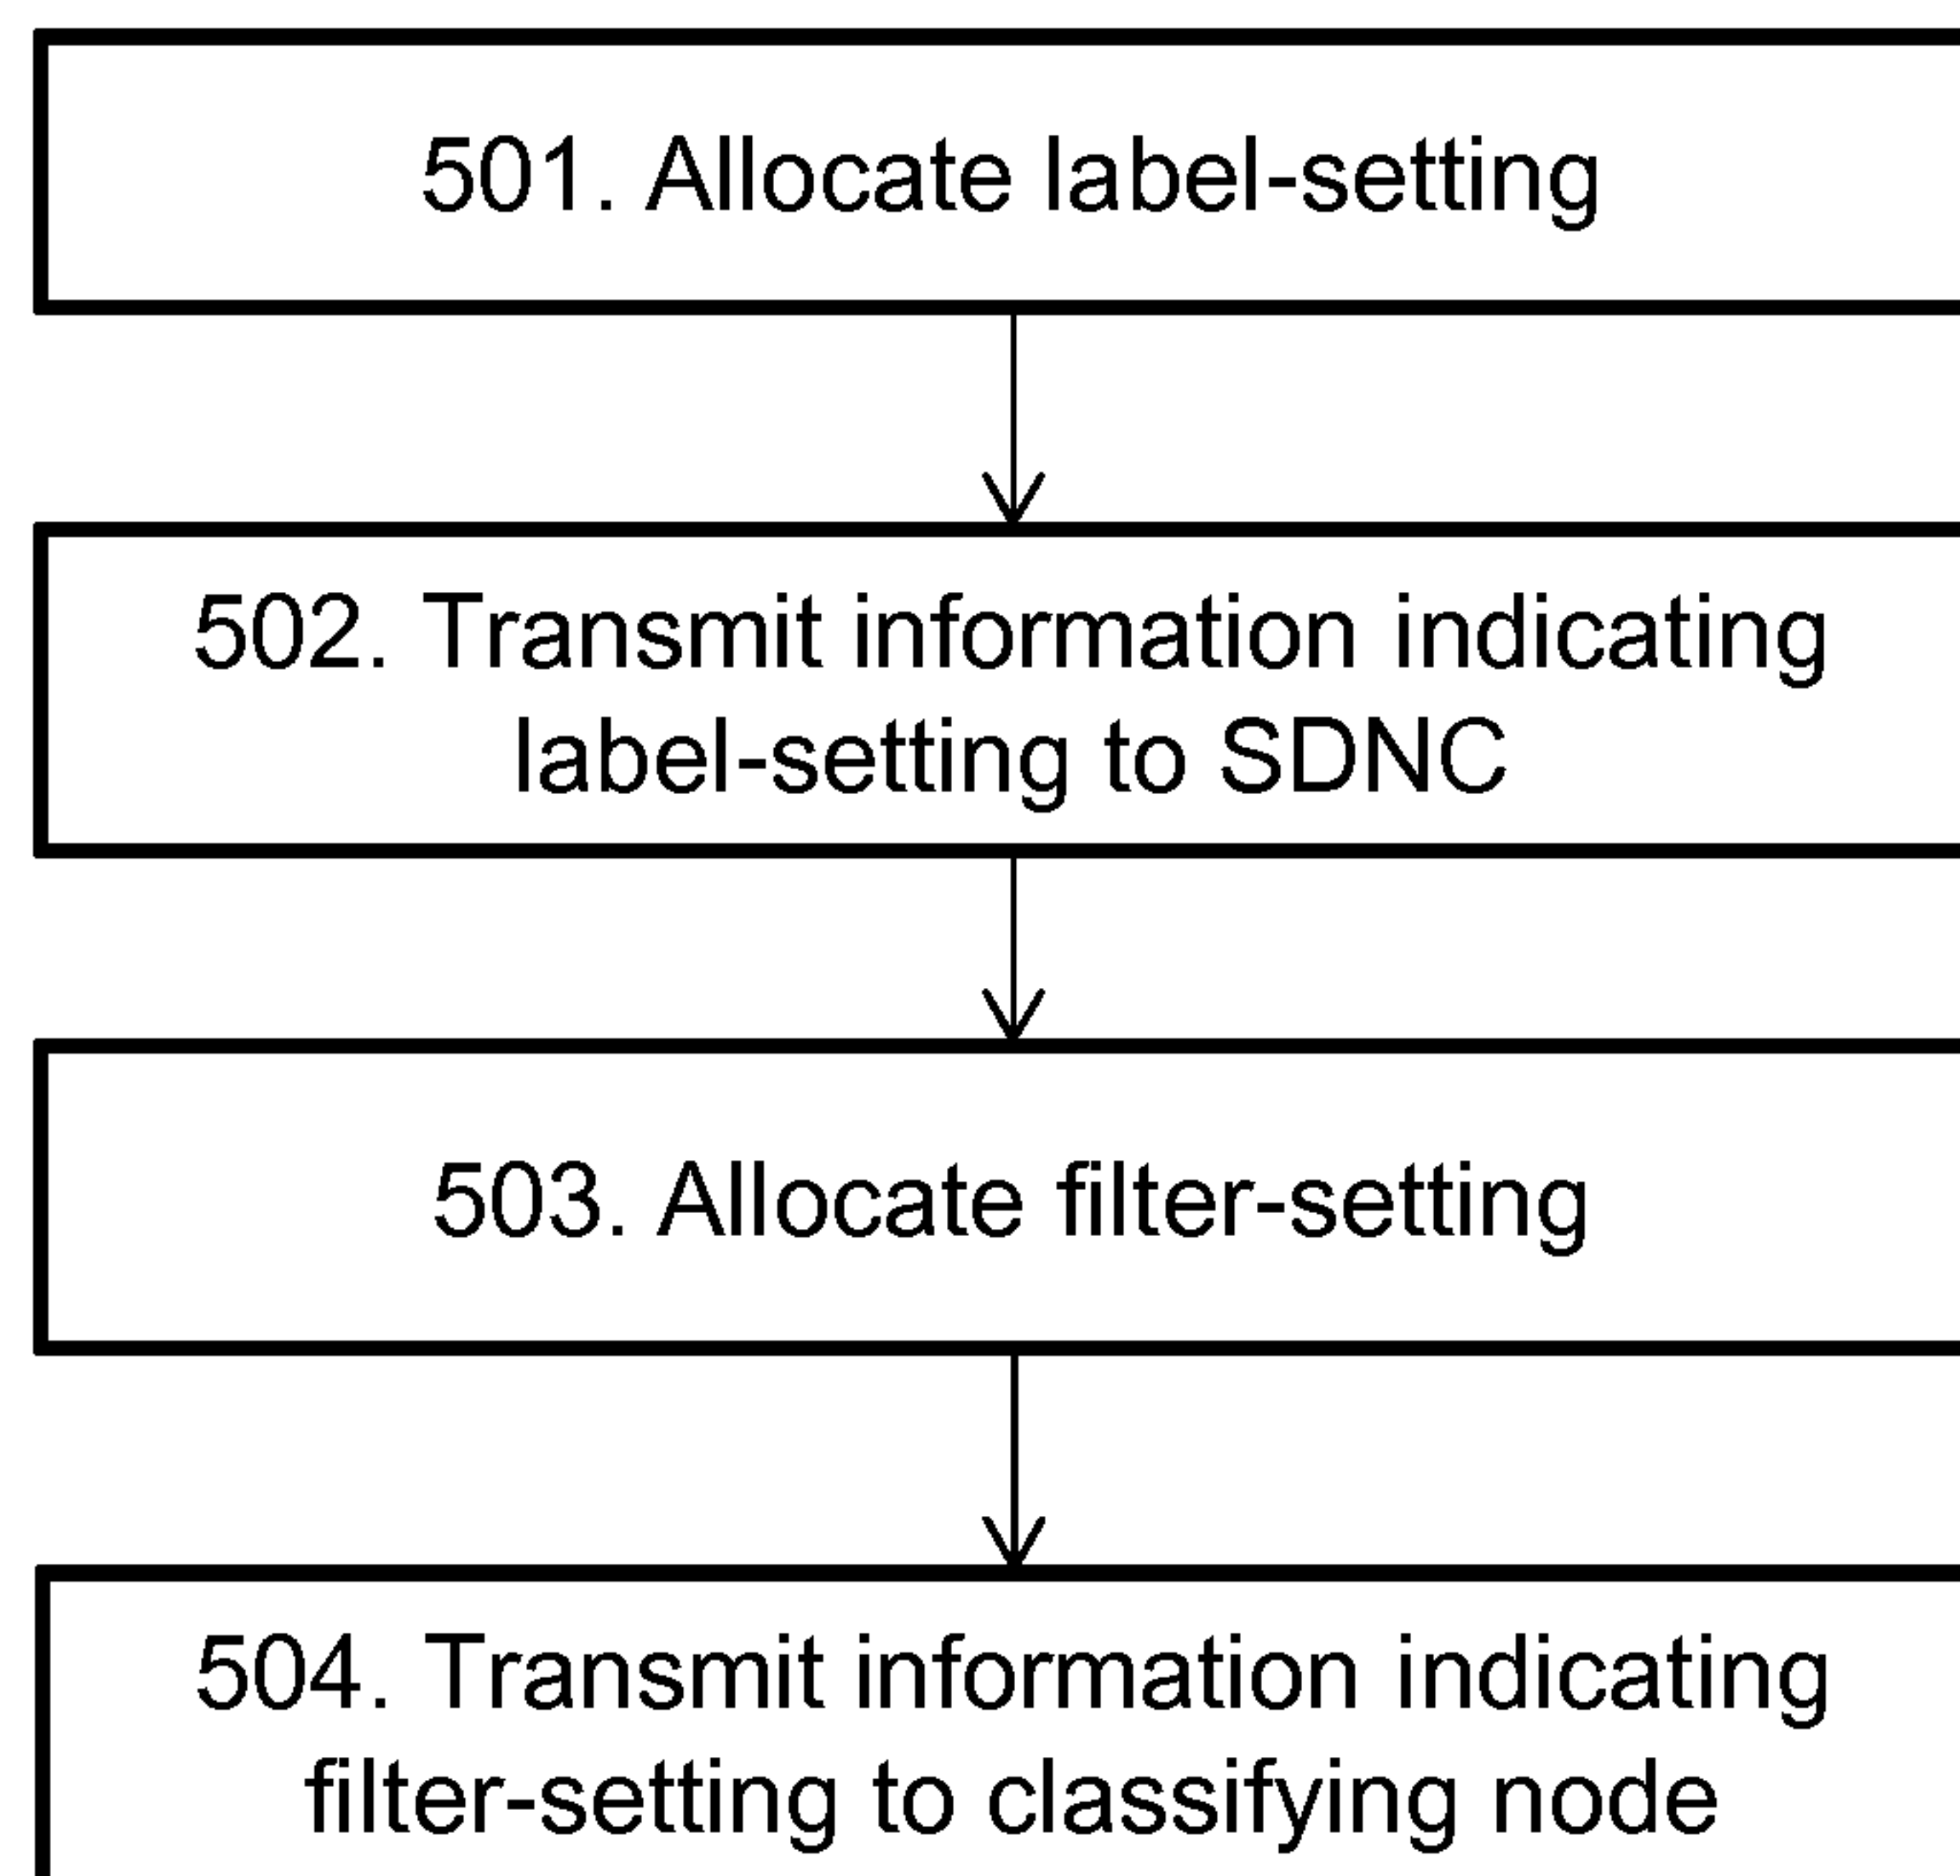 501. Allocate label-setting
502. Transmit information indicating
label-setting to SDNC
503. Allocate filter-setting
504. Transmit information indicating
filter-setting to classifying node